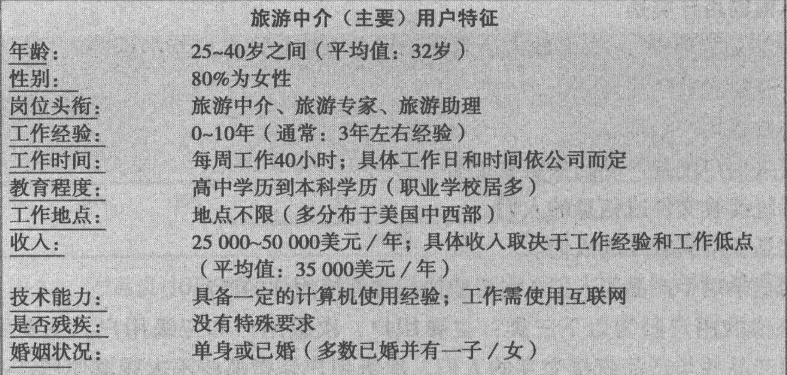 旅游中介（主要）用户特征
年龄： 25~40岁之间（平均值：32岁）
性别： 80%为女性
岗位头衔： 旅游中介、旅游专家、旅游助理
工作经验： 0~10年（通常：3年左右经验）
工作时间： 每周工作40小时；具体工作日和时间依公司而定
教育程度： 高中学历到本科学历（职业学校居多）
工作地点： 地点不限（多分布于美国中西部）
收入： 25 000~50 000美元／年；具体收入取决于工作经验和工作低点
（平均值：35 000美元／年）
技术能力： 具备一定的计算机使用经验；工作需使用互联网
是否残疾： 没有特殊要求
婚姻状况： 单身或已婚（多数已婚并有一子／女）